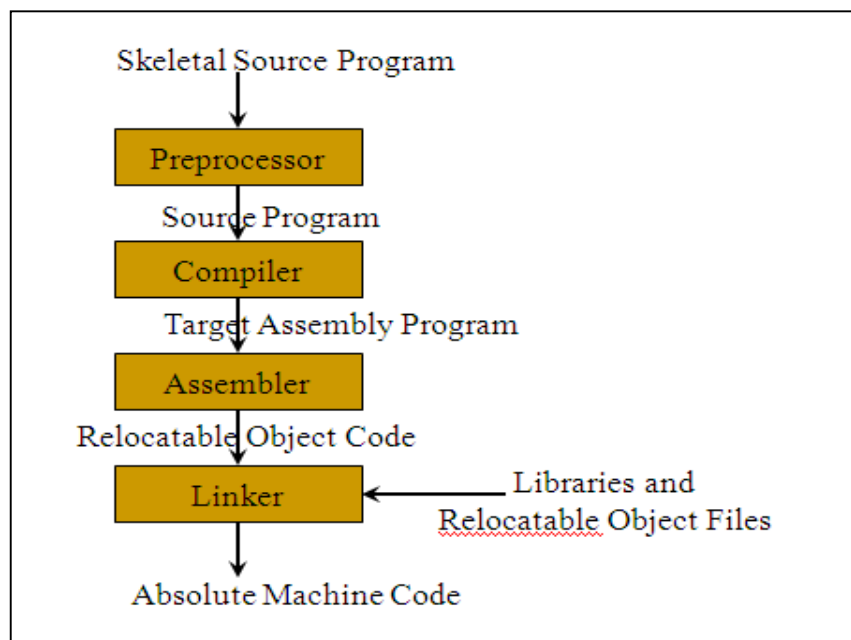 Skeletal Source Program
Preprocessor
Source Program
Compiler
Target Assembly Program
Assembler
Relocatable Object Code
Linker
Libraries and
Relocatable Object Files
Absolute Machine Code